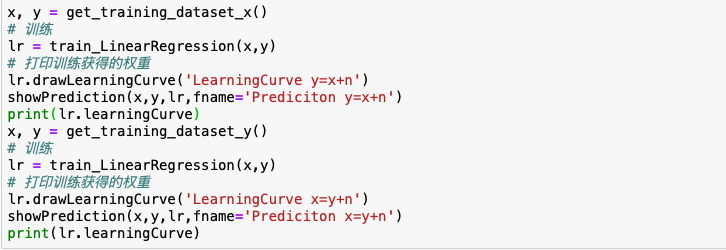 x, y = get_training_dataset_x()
# 训练
lr = train_LinearRegression(x,y)
# 打印训练获得的权重
lr.drawLearningCurve('LearningCurve y=x+n')
showPrediction(x,y,lr,fname='Prediciton y=x+n')
print(lr.learningCurve)
x, y = get_training_dataset_y()
# 训练
lr = train_LinearRegression(x,y)
# 打印训练获得的权重
lr.drawLearningCurve('LearningCurve x=y+n')
showPrediction(x,y,lr,fname='Prediciton x=y+n')
print(lr.learningCurve)